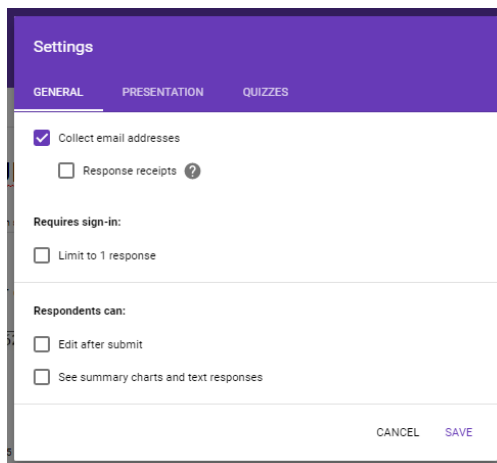 Settings
GENERAL PRESENTATION QUIZZES
Collect email addresses
Response receipts ?
Requires sign-in:
Limit to 1 response
Respondents can:
Edit after submit
See summary charts and text responses
CANCEL SAVE